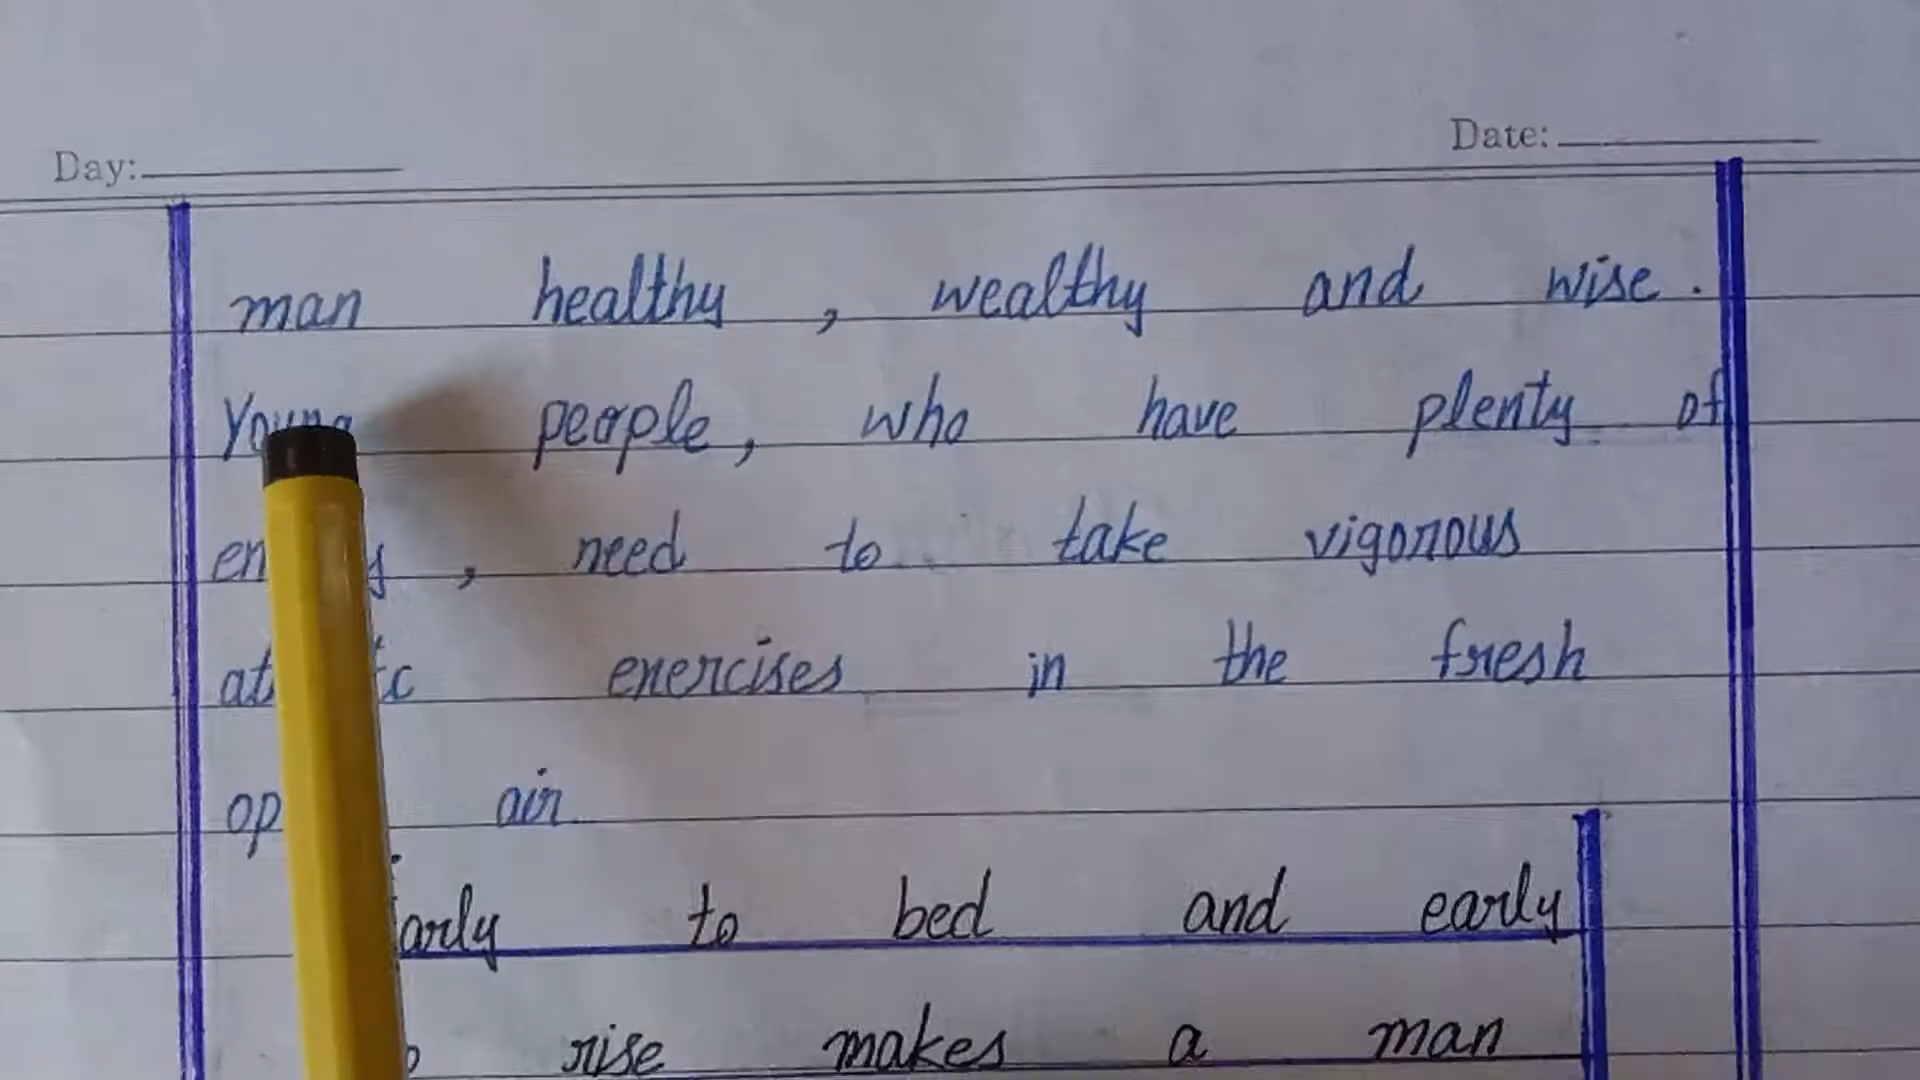 Day: Date:
man healthy, wealthy and wise.
Young people, who have plenty of
need to take vigorous
exercises in the fresh
air
to bed and early
rise makes a man